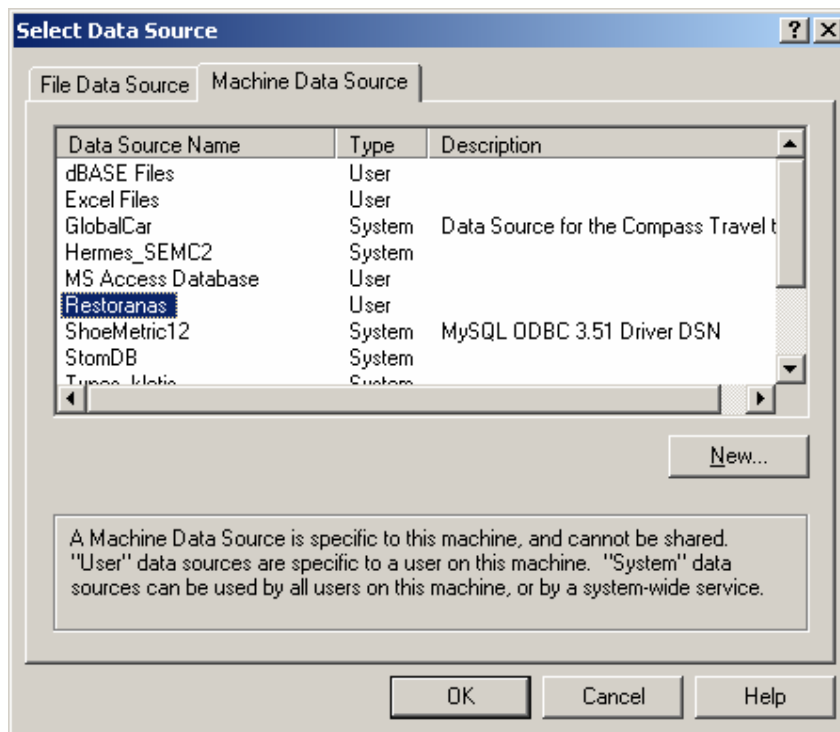 Select Data Source
File Data Source Machine Data Source
Data Source Name Type Description
dBASE Files User
Excel Files User
GlobalCar System Data Source for the Compass Travel t
Hermes_SEMC2 System
MS Access Database User
Restoranas User
ShoeMetric12 System MySQL ODBC 3.51 Driver DSN
StomDB System
System
New...
A Machine Data Source is specific to this machine, and cannot be shared.
"User" data sources are specific to a user on this machine. "System" data
sources can be used by all users on this machine, or by a system-wide service.
OK Cancel Help